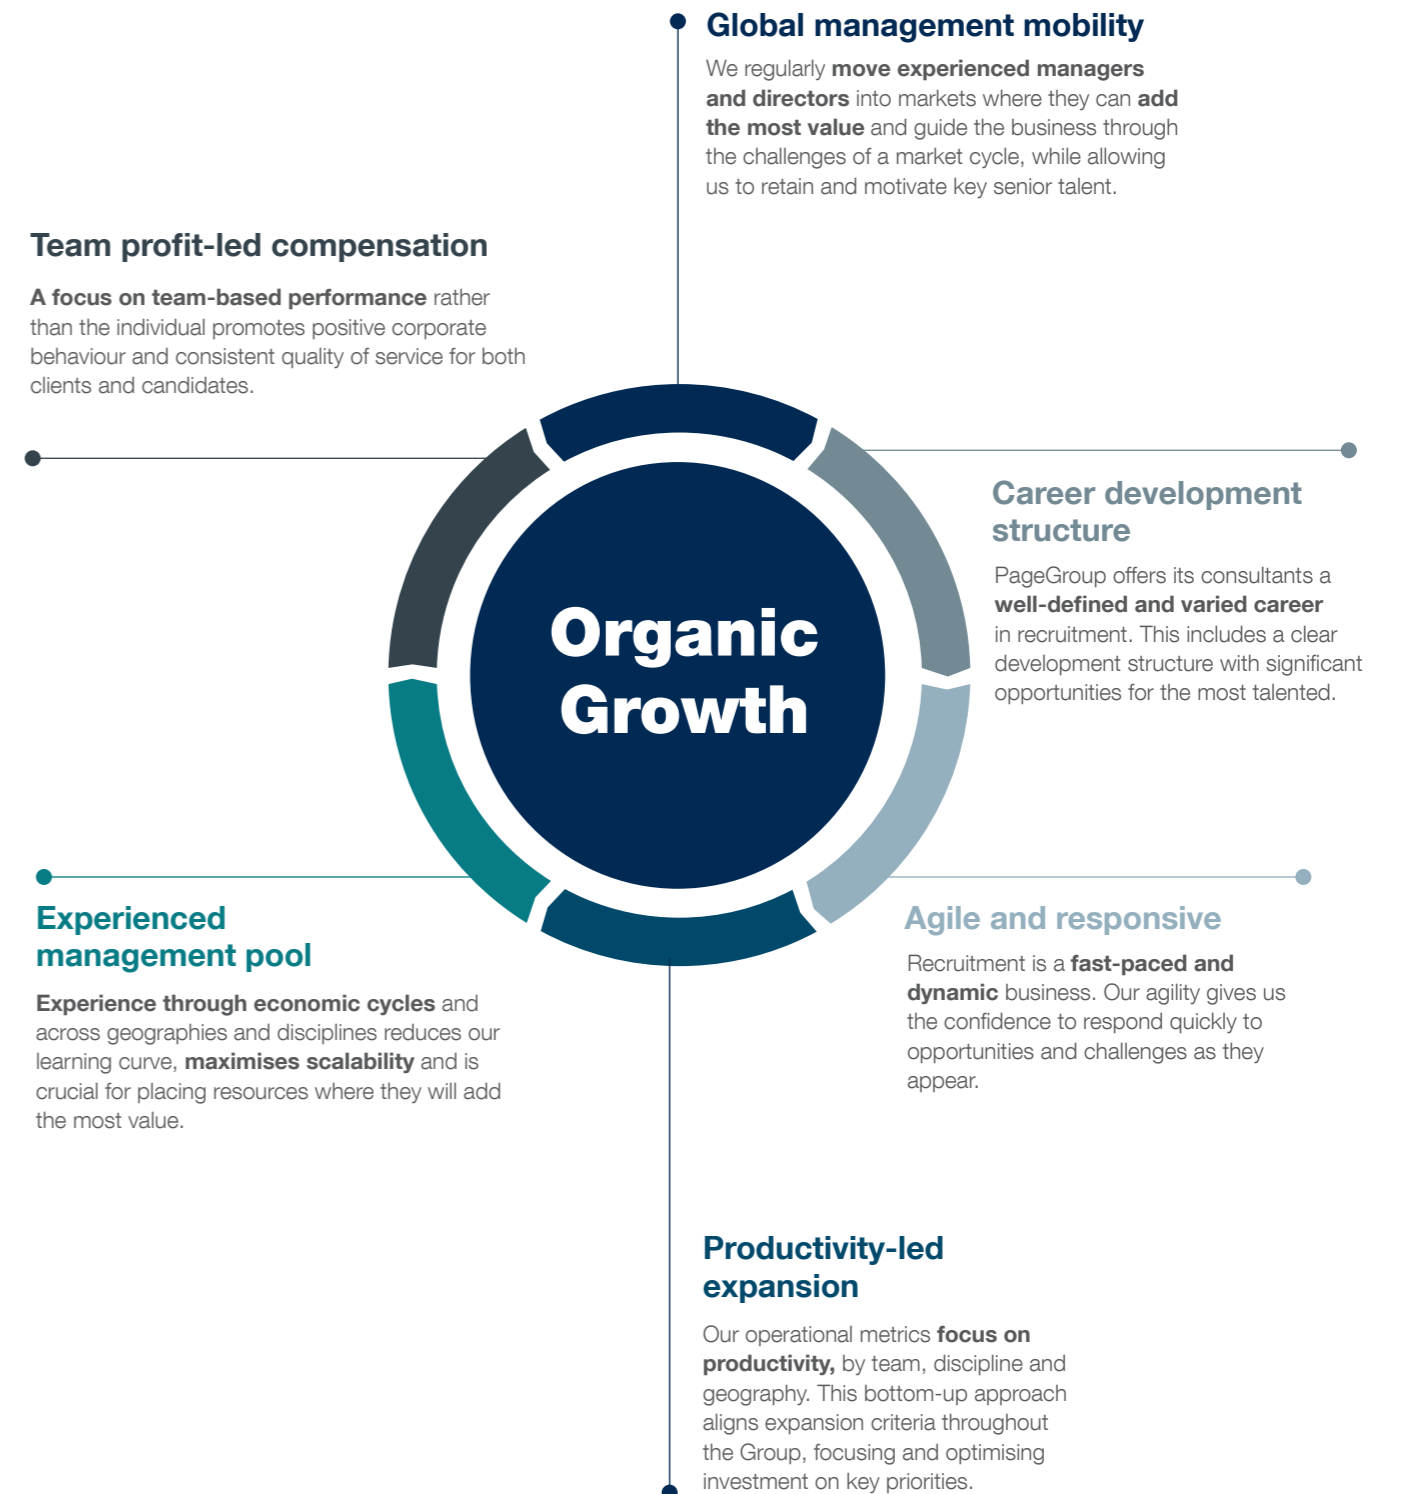 Global management mobility
We regularly move experienced managers
and directors into markets where they can add
the most value and guide the business through
the challenges of a market cycle, while allowing
us to retain and motivate key senior talent.
Team profit-led compensation
A focus on team-based performance rather
than the individual promotes positive corporate
behaviour and consistent quality of service for both
clients and candidates.
Career development
structure
PageGroup offers its consultants a
well-defined and varied career
in recruitment. This includes a clear
development structure with significant
opportunities for the most talented.
Organic
Growth
Experienced
management pool
Experience through economic cycles and
across geographies and disciplines reduces our
learning curve, maximises scalability and is
crucial for placing resources where they will add
the most value.
Agile and responsive
Recruitment is a fast-paced and
dynamic business. Our agility gives us
the confidence to respond quickly to
opportunities and challenges as they
appear.
Productivity-led
expansion
Our operational metrics focus on
productivity, by team, discipline and
geography. This bottom-up approach
aligns expansion criteria throughout
the Group, focusing and optimising
investment on key priorities.